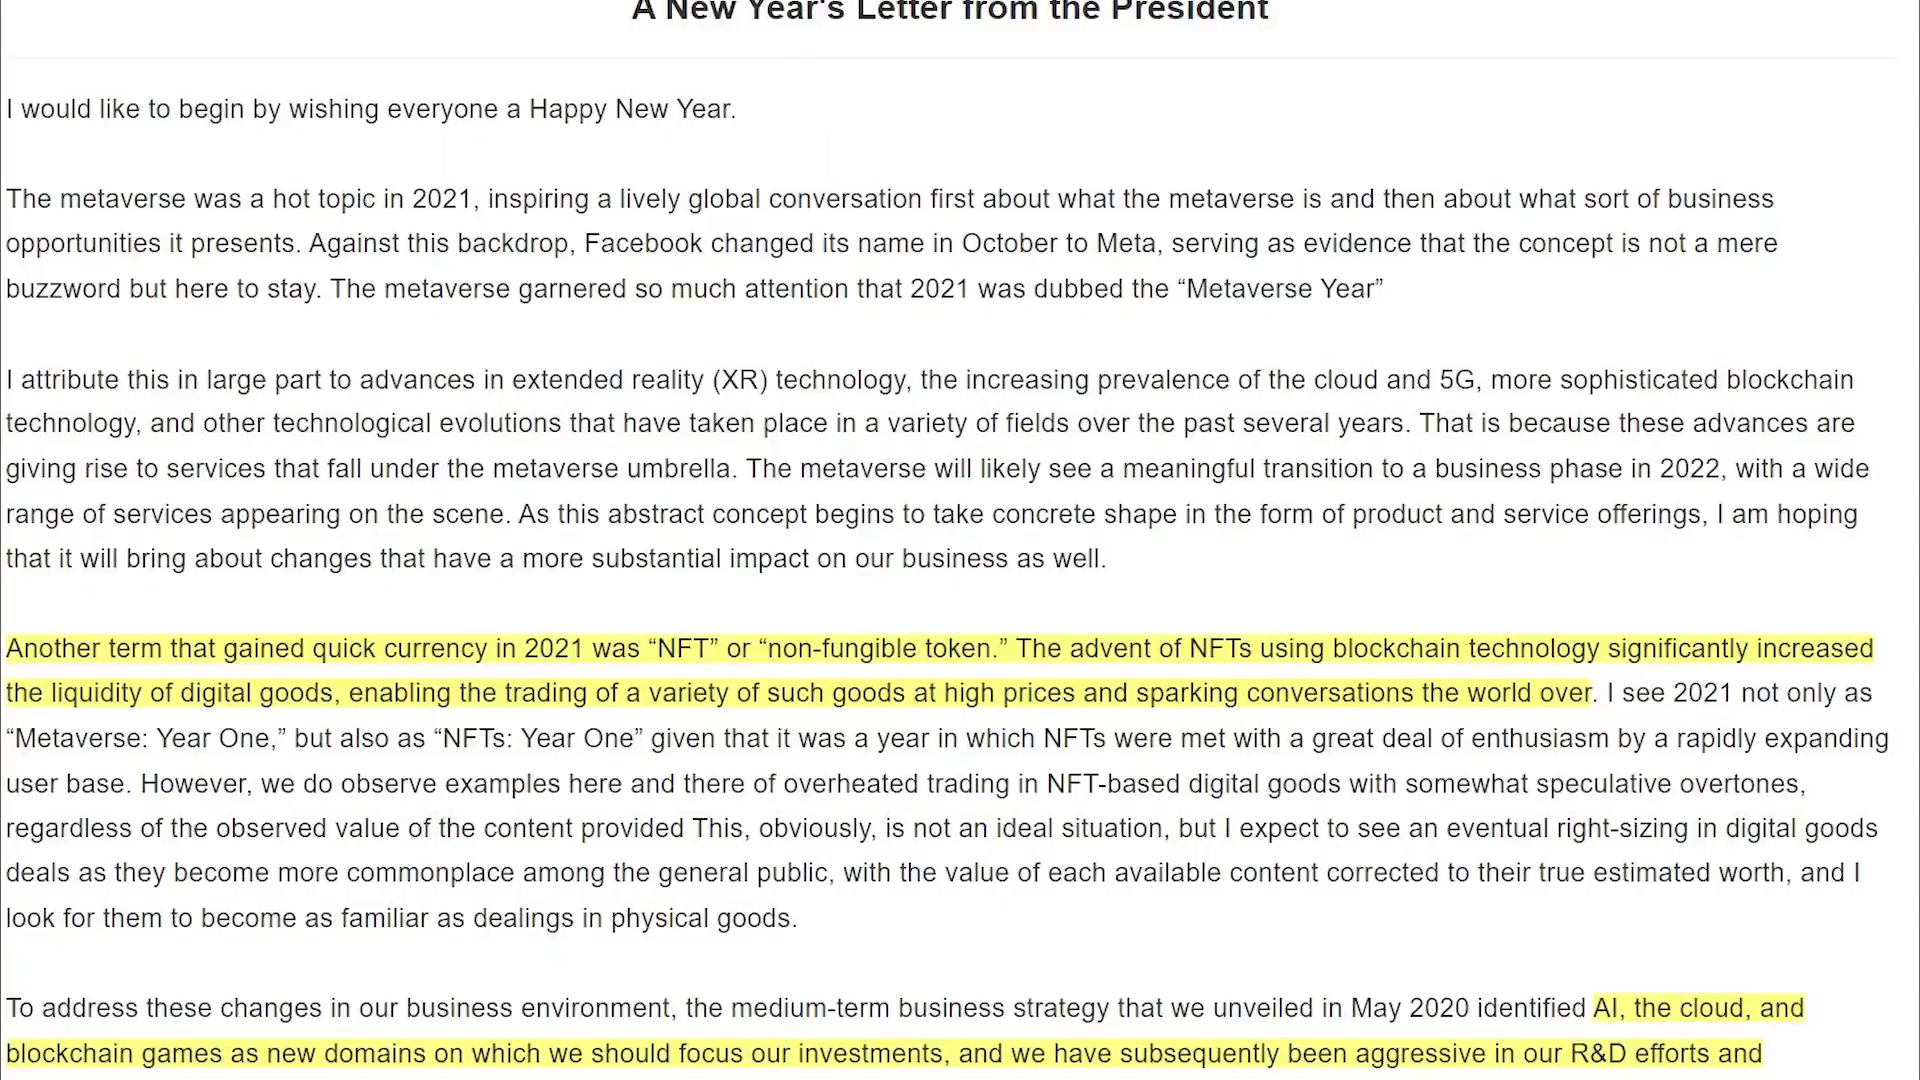 A New Year's Letter from the President
I would like to begin by wishing everyone a Happy New Year.
The metaverse was a hot topic in 2021, inspiring a lively global conversation first about what the metaverse is and then about what sort of business
opportunities it presents. Against this backdrop, Facebook changed its name in October to Meta, serving as evidence that the concept is not a mere
buzzword but here to stay. The metaverse garnered so much attention that 2021 was dubbed the “Metaverse Year”
I attribute this in large part to advances in extended reality (XR) technology, the increasing prevalence of the cloud and 5G, more sophisticated blockchain
technology, and other technological evolutions that have taken place in a variety of fields over the past several years. That is because these advances are
giving rise to services that fall under the metaverse umbrella. The metaverse will likely see a meaningful transition to a business phase in 2022, with a wide
range of services appearing on the scene. As this abstract concept begins to take concrete shape in the form of product and service offerings, I am hoping
that it will bring about changes that have a more substantial impact on our business as well.
Another term that gained quick currency in 2021 was “NFT” or “non-fungible token.” The advent of NFTs using blockchain technology significantly increased
the liquidity of digital goods, enabling the trading of a variety of such goods at high prices and sparking conversations the world over. I see 2021 not only as
“Metaverse: Year One,” but also as “NFTs: Year One” given that it was a year in which NFTs were met with a great deal of enthusiasm by a rapidly expanding
user base. However, we do observe examples here and there of overheated trading in NFT-based digital goods with somewhat speculative overtones,
regardless of the observed value of the content provided This, obviously, is not an ideal situation, but I expect to see an eventual right-sizing in digital goods
deals as they become more commonplace among the general public, with the value of each available content corrected to their true estimated worth, and I
look for them to become as familiar as dealings in physical goods.
To address these changes in our business environment, the medium-term business strategy that we unveiled in May 2020 identified AI, the cloud, and
blockchain games as new domains on which we should focus our investments, and we have subsequently been aggressive in our R&D efforts and